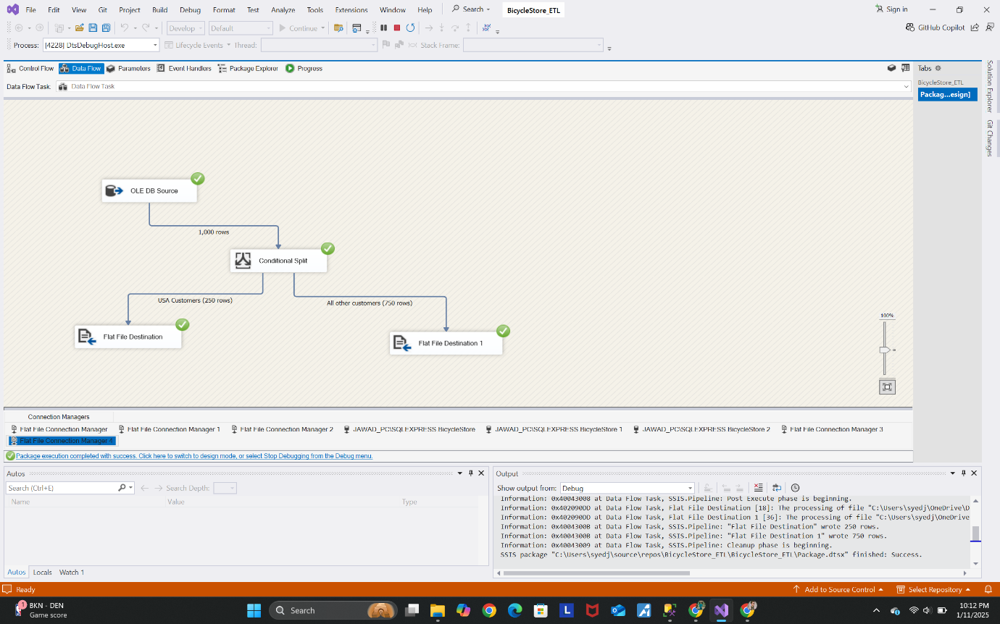 File Edit View Git Project Build Debug Format Test Analyze Tools Extensions Window Help Search BicycleStore_ETL Sign in
Develop Default Continue GitHub Copilot
Process: [4228] DtsDebugHost.exe Lifecycle Events Thread: Stack Frame:
Control Flow Data Flow Parameters Event Handlers Package Explorer Progress
Tabs
Data Flow Task: Data Flow Task
BicycleStore_ETL
Packag...esign]
Solution Explorer
Git Changes
OLE DB Source
1,000 rows
Conditional Split
USA Customers (250 rows)
All other customers (750 rows)
Flat File Destination
Flat File Destination 1
100%
Connection Managers
Flat File Connection Manager Flat File Connection Manager 1 Flat File Connection Manager 2 JAWAD_PC\SQLEXPRESS.BicycleStore JAWAD_PC\SQLEXPRESS.BicycleStore 1 JAWAD_PC\SQLEXPRESS.BicycleStore 2 Flat File Connection Manager 3
Flat File Connection Manager 4
Package execution completed with success. Click here to switch to design mode, or select Stop Debugging from the Debug menu.
Autos
Search (Ctrl+E) Search Depth:
Name Value Type
Autos Locals Watch 1
Output
Show output from: Debug
Information: 0x40043008 at Data Flow Task, SSIS.Pipeline: Post Execute phase is beginning.
Information: 0x402090DD at Data Flow Task, Flat File Destination [18]: The processing of file "C:\Users\syedj\OneDrive\D
Information: 0x402090DD at Data Flow Task, Flat File Destination 1 [36]: The processing of file "C:\Users\syedj\OneDrive
Information: 0x4004300B at Data Flow Task, SSIS.Pipeline: "Flat File Destination" wrote 250 rows.
Information: 0x4004300B at Data Flow Task, SSIS.Pipeline: "Flat File Destination 1" wrote 750 rows.
Information: 0x40043009 at Data Flow Task, SSIS.Pipeline: Cleanup phase is beginning.
SSIS package "C:\Users\syedj\source\repos\BicycleStore_ETL\BicycleStore_ETL\Package.dtsx" finished: Success.
Ready Add to Source Control Select Repository
1
BKN - DEN
Game score
Search
L
10:12 PM
1/11/2025